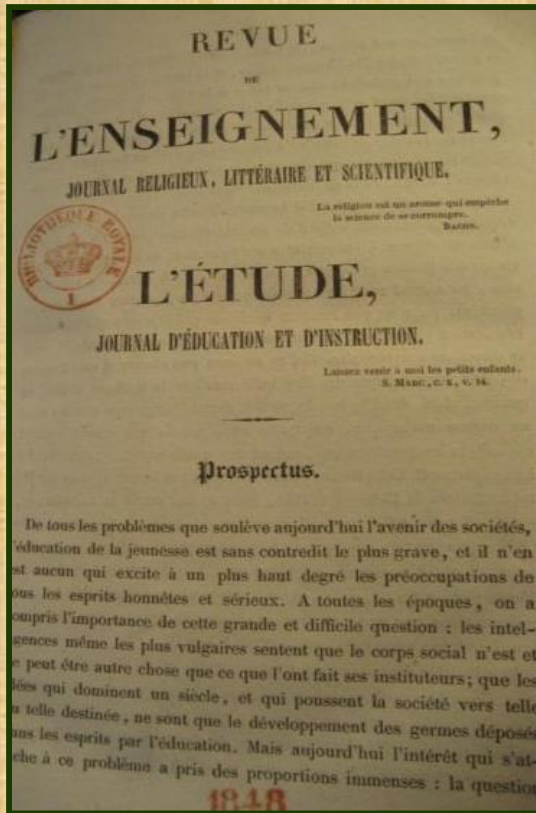 REVUE
DE
L'ENSEIGNEMENT,
JOURNAL RELIGIEUX, LITTÉRAIRE ET SCIENTIFIQUE.
La religion est un arome qui empêche
la science de se corrompre.
BACON.
BIBLIOTHÈQUE ROYALE
I
L'ÉTUDE,
JOURNAL D'ÉDUCATION ET D'INSTRUCTION.
Laissez venir à moi les petits enfants.
S. MARC, C. X, V. 14.
Prospectus.
De tous les problèmes que soulève aujourd'hui l'avenir des sociétés,
l'éducation de la jeunesse est sans contredit le plus grave, et il n'en
est aucun qui excite à un plus haut degré les préoccupations de
ous les esprits honnêtes et sérieux. A toutes les époques, on a
ompris l'importance de cette grande et difficile question : les intel-
gences même les plus vulgaires sentent que le corps social n'est et
e peut être autre chose que ce que l'ont fait ses instituteurs; que les
dées qui dominent un siècle, et qui poussent la société vers telle
u telle destinée, ne sont que le développement des germes déposés
ans les esprits par l'éducation. Mais aujourd'hui l'intérêt qui s'at-
che à ce problème a pris des proportions immenses : la question
1848